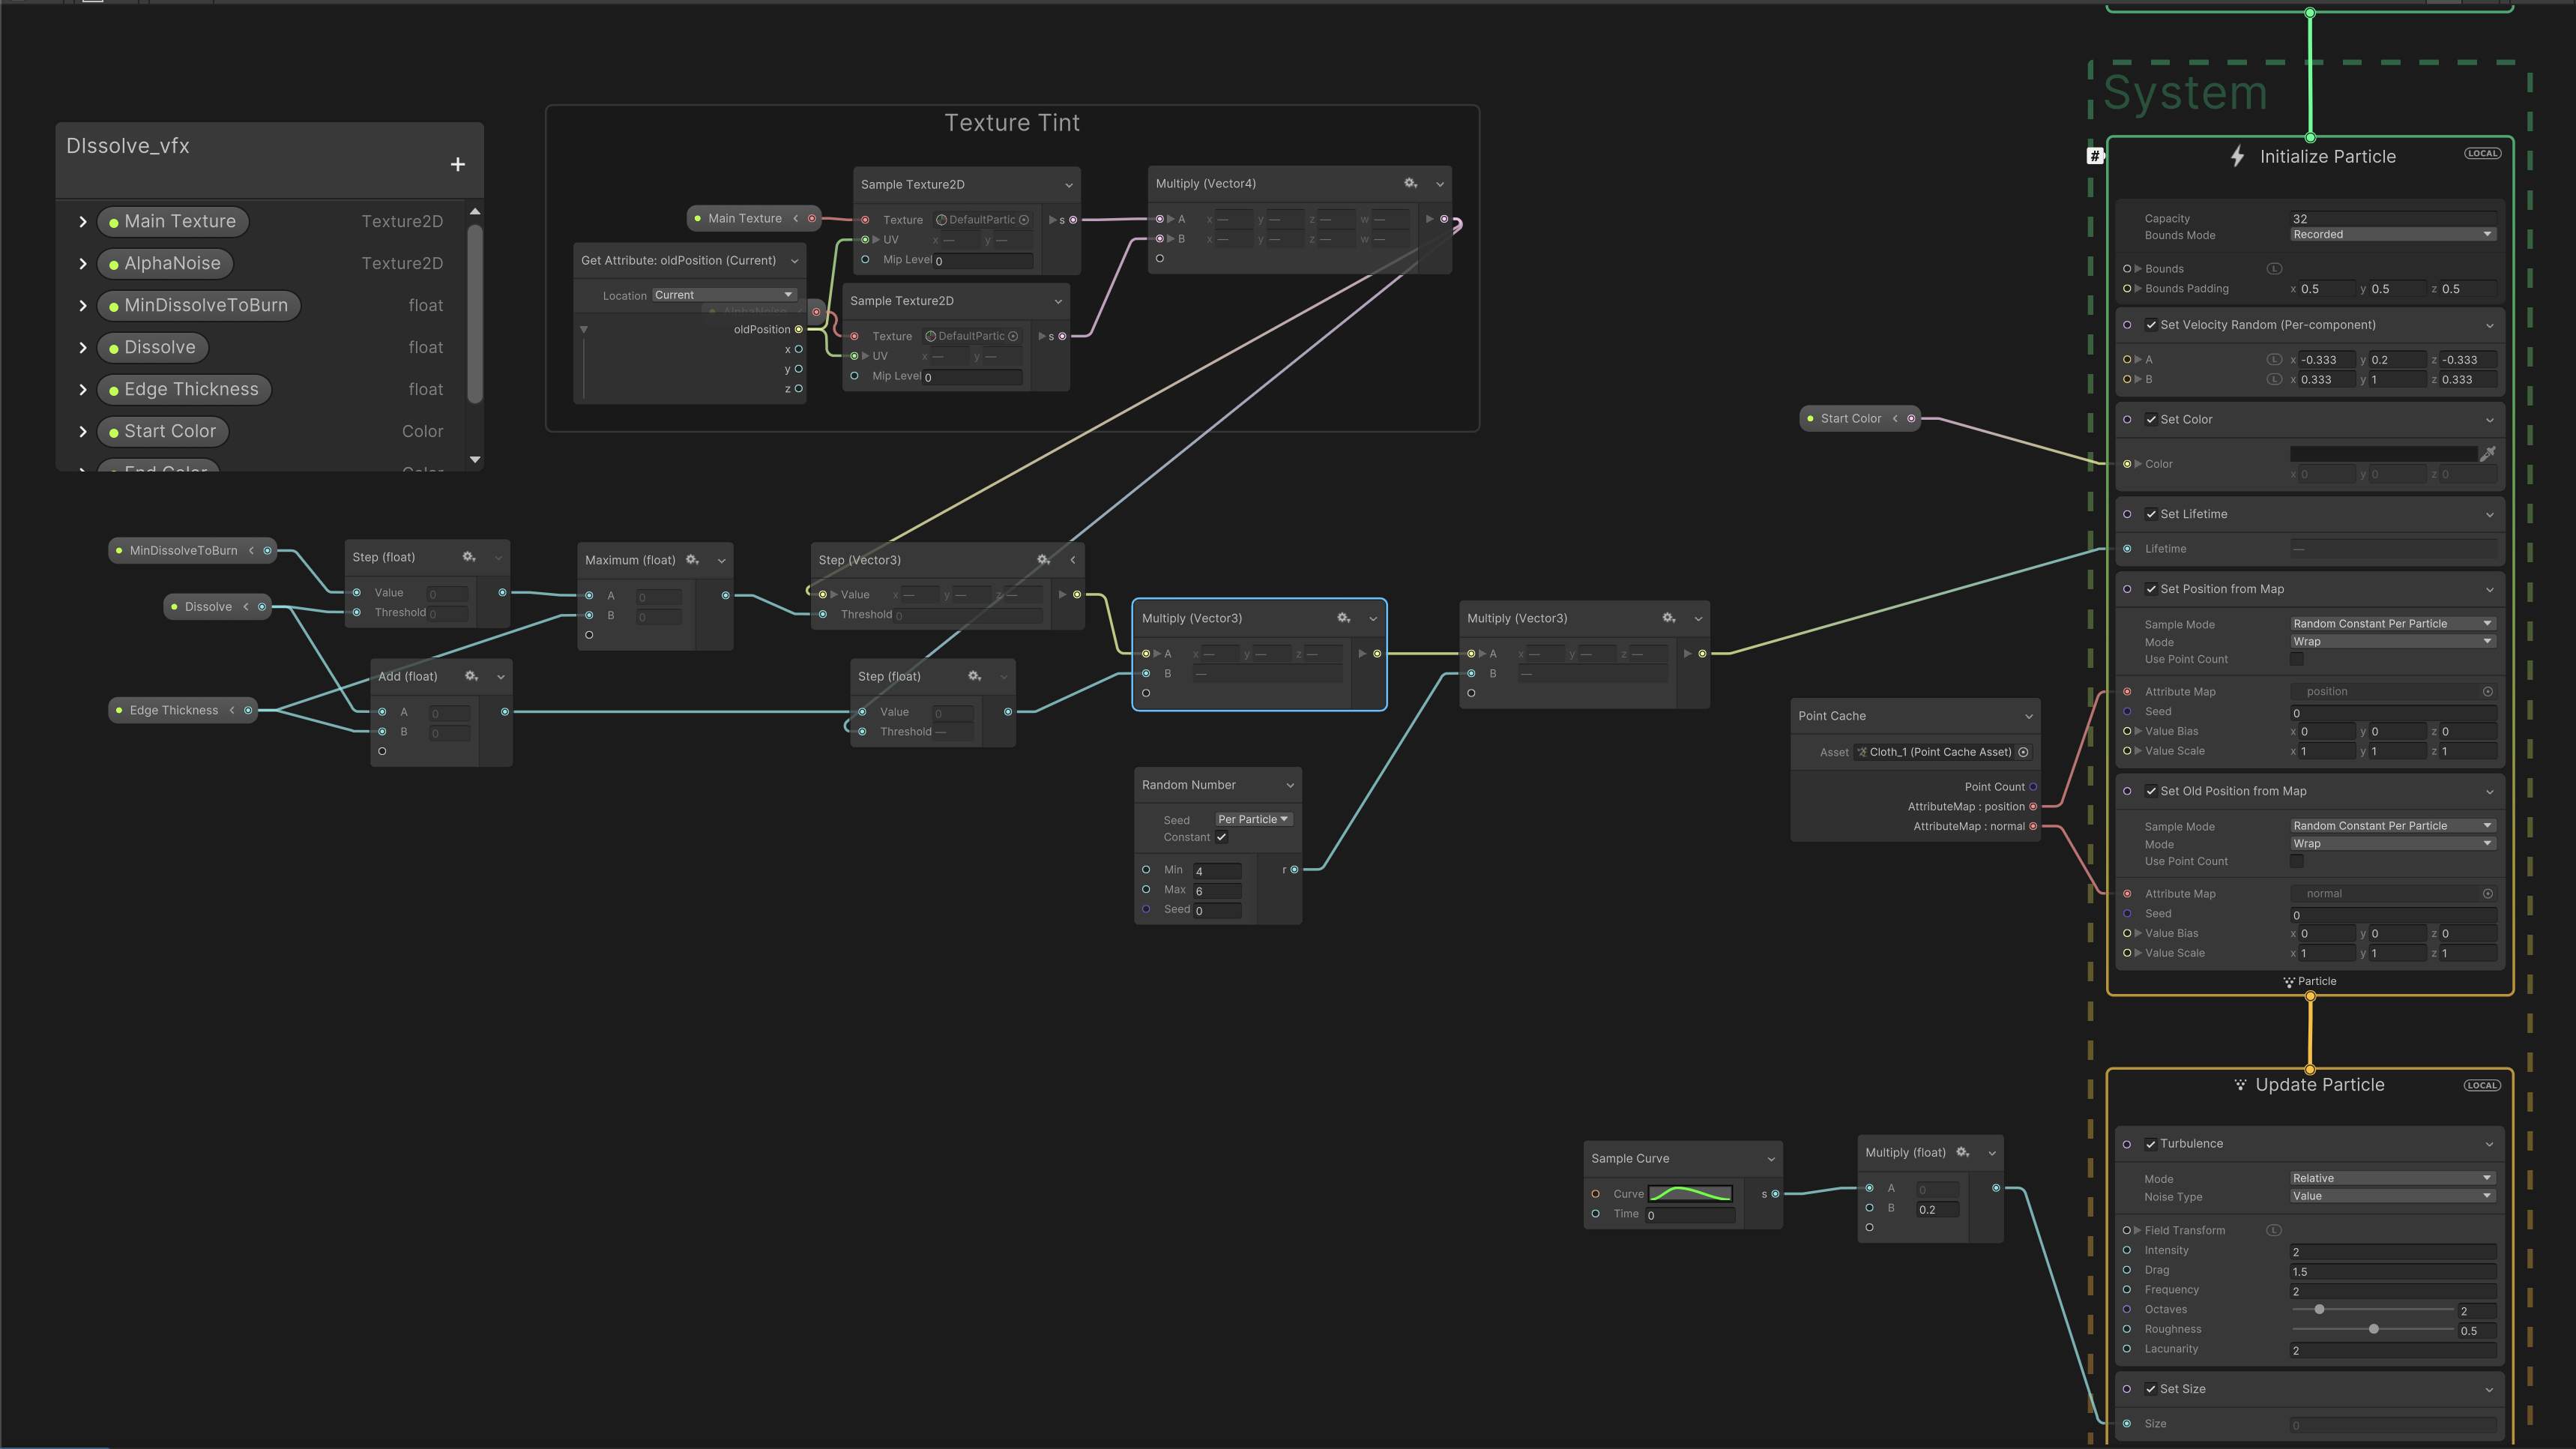 DIssolve_vfx
+
Main Texture Texture2D
AlphaNoise Texture2D
MinDissolveToBurn float
Dissolve float
Edge Thickness float
Start Color Color
End Color Color
Texture Tint
Main Texture
Sample Texture2D
Texture DefaultPartic s
UV x — y —
Mip Level 0
Multiply (Vector4)
A x — y — z — w —
B x — y — z — w —
Get Attribute: oldPosition (Current)
Location Current
AlphaNoise
oldPosition
x
y
z
Sample Texture2D
Texture DefaultPartic s
UV x — y —
Mip Level 0
MinDissolveToBurn
Dissolve
Edge Thickness
Step (float)
Value 0
Threshold 0
Maximum (float)
A 0
B 0
Add (float)
A 0
B 0
Step (Vector3)
Value x — y — z —
Threshold 0
Step (float)
Value 0
Threshold —
Multiply (Vector3)
A x — y — z —
B —
Multiply (Vector3)
A x — y — z —
B —
Random Number
Seed Per Particle
Constant
Min 4 r
Max 6
Seed 0
Start Color
Point Cache
Asset Cloth_1 (Point Cache Asset)
Point Count
AttributeMap : position
AttributeMap : normal
Sample Curve
Curve s
Time 0
Multiply (float)
A 0
B 0.2
System
#
Initialize Particle LOCAL
Capacity 32
Bounds Mode Recorded
Bounds L
Bounds Padding x 0.5 y 0.5 z 0.5
Set Velocity Random (Per-component)
A L x -0.333 y 0.2 z -0.333
B L x 0.333 y 1 z 0.333
Set Color
Color
x 0 y 0 z 0
Set Lifetime
Lifetime —
Set Position from Map
Sample Mode Random Constant Per Particle
Mode Wrap
Use Point Count
Attribute Map position
Seed 0
Value Bias x 0 y 0 z 0
Value Scale x 1 y 1 z 1
Set Old Position from Map
Sample Mode Random Constant Per Particle
Mode Wrap
Use Point Count
Attribute Map normal
Seed 0
Value Bias x 0 y 0 z 0
Value Scale x 1 y 1 z 1
Particle
Update Particle LOCAL
Turbulence
Mode Relative
Noise Type Value
Field Transform L
Intensity 2
Drag 1.5
Frequency 2
Octaves 2
Roughness 0.5
Lacunarity 2
Set Size
Size 0